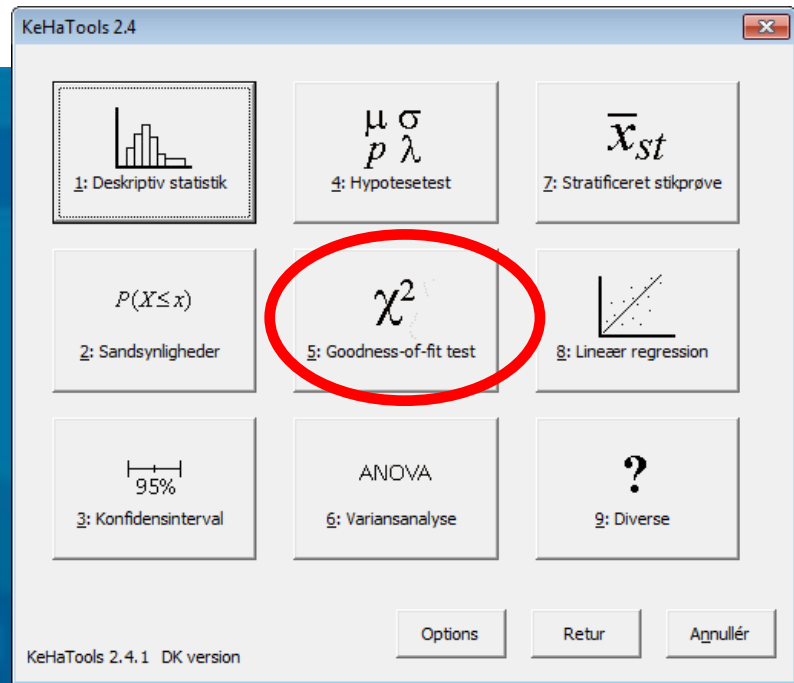 KeHaTools 2.4
1: Deskriptiv statistik
μ σ
p λ
4: Hypotesetest
x̅st
7: Stratificeret stikprøve
P(X≤x)
2: Sandsynligheder
χ²
5: Goodness-of-fit test
8: Lineær regression
95%
3: Konfidensinterval
ANOVA
6: Variansanalyse
?
9: Diverse
Options
Retur
Annullér
KeHaTools 2.4.1 DK version